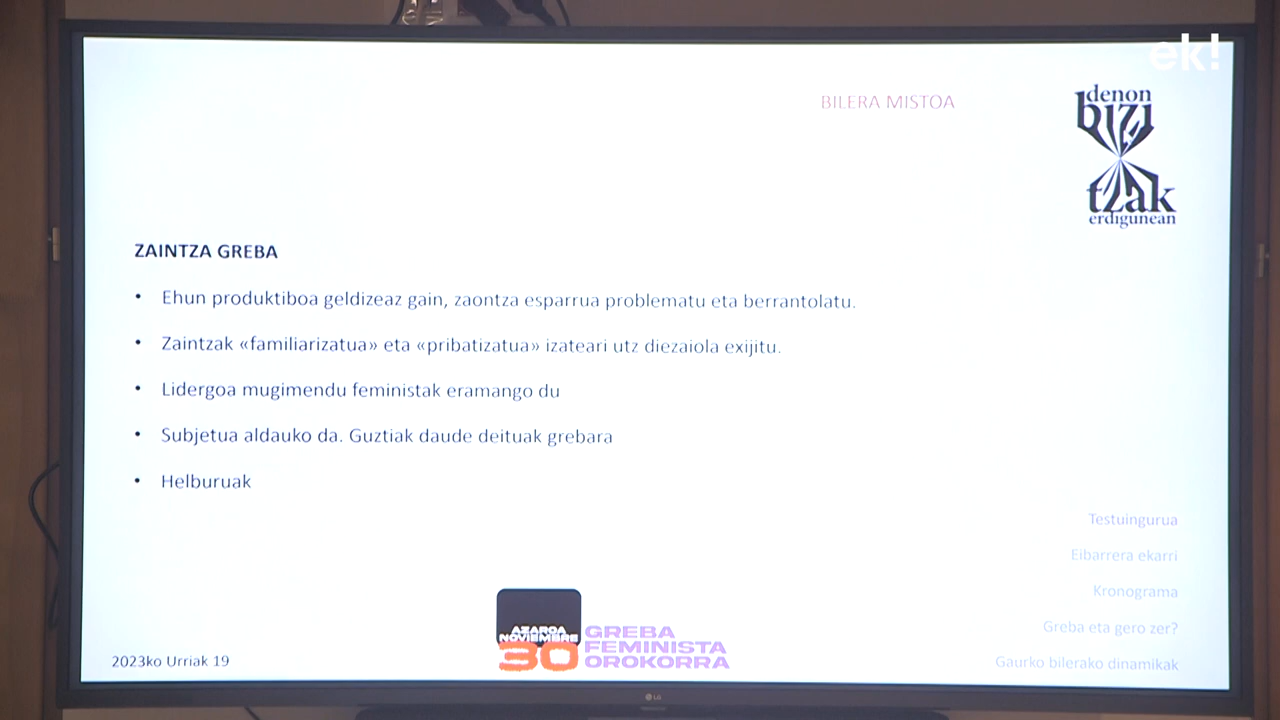 ek!
BILERA MISTOA
denon
bizi
tzak
erdigunean
ZAINTZA GREBA
• Ehun produktiboa geldizeaz gain, zaontza esparrua problematu eta berrantolatu.
• Zaintzak «familiarizatua» eta «pribatizatua» izateari utz diezaiola exijitu.
• Lidergoa mugimendu feministak eramango du
• Subjetua aldauko da. Guztiak daude deituak grebara
• Helburuak
Testuingurua
Eibarrera ekarri
Kronograma
Greba eta gero zer?
Gaurko bilerako dinamikak
AZAROA
NOVIEMBRE
30
GREBA
FEMINISTA
OROKORRA
2023ko Urriak 19
LG